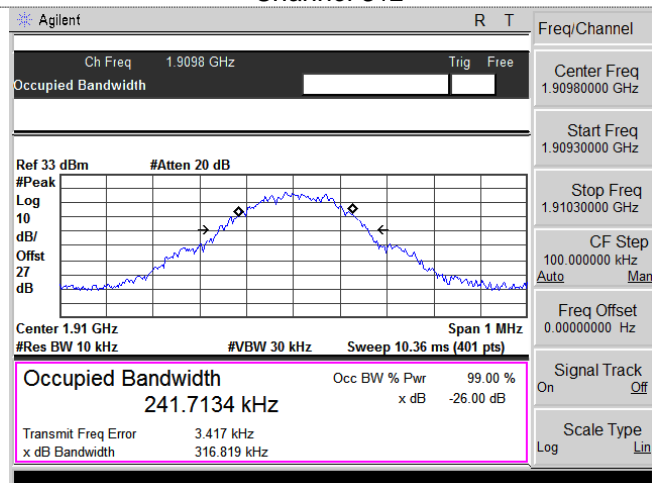 Agilent R T
Ch Freq 1.9098 GHz Trig Free
Occupied Bandwidth
Ref 33 dBm #Atten 20 dB
#Peak
Log
10
dB/
Offst
27
dB
Center 1.91 GHz Span 1 MHz
#Res BW 10 kHz #VBW 30 kHz Sweep 10.36 ms (401 pts)
Occupied Bandwidth Occ BW % Pwr 99.00 %
241.7134 kHz x dB -26.00 dB
Transmit Freq Error 3.417 kHz
x dB Bandwidth 316.819 kHz
Freq/Channel
Center Freq
1.90980000 GHz
Start Freq
1.90930000 GHz
Stop Freq
1.91030000 GHz
CF Step
100.000000 kHz
Auto Man
Freq Offset
0.00000000 Hz
Signal Track
On Off
Scale Type
Log Lin